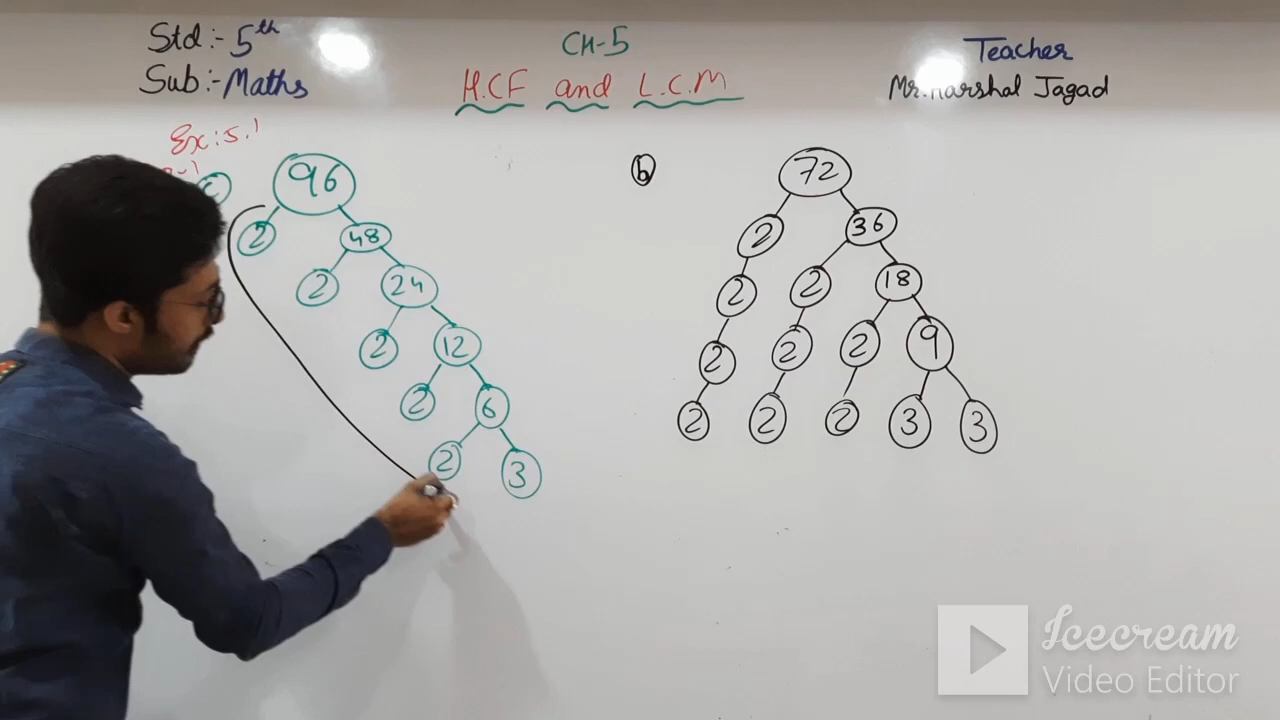 Std:- 5th
CH-5
Teacher
Sub:- Maths
H.CF and L.C.M
Mr. Harshal Jagad
Ex:5.1
96
2 48
2 24
2 12
2 6
2 3
b
72
2 36
2 2 18
2 2 2 9
2 2 2 3 3
Icecream
Video Editor